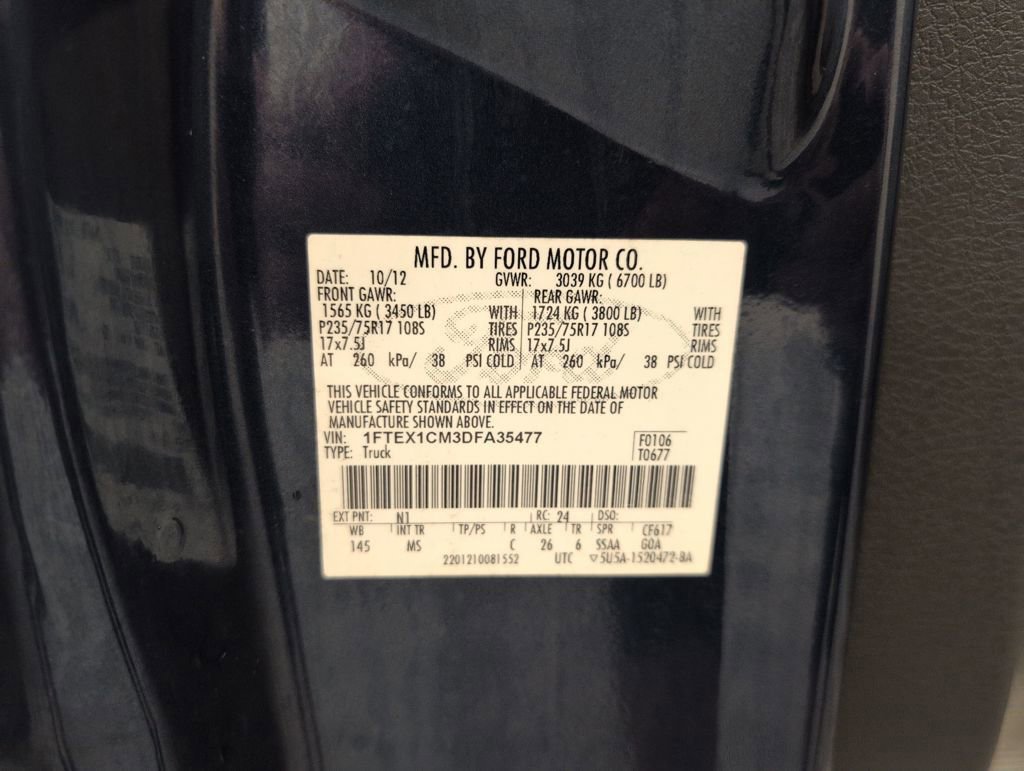 MFD. BY FORD MOTOR CO.
DATE: 10/12 GVWR: 3039 KG ( 6700 LB)
FRONT GAWR: REAR GAWR:
1565 KG ( 3450 LB) WITH 1724 KG ( 3800 LB) WITH
P235/75R17 108S TIRES P235/75R17 108S TIRES
17x7.5J RIMS 17x7.5J RIMS
AT 260 kPa/ 38 PSI COLD AT 260 kPa/ 38 PSI COLD
THIS VEHICLE CONFORMS TO ALL APPLICABLE FEDERAL MOTOR
VEHICLE SAFETY STANDARDS IN EFFECT ON THE DATE OF
MANUFACTURE SHOWN ABOVE.
VIN: 1FTEX1CM3DFA35477 F0106
TYPE: Truck T0677
EXT PNT: N1 RC: 24 DSO:
WB INT TR TP/PS R AXLE TR SPR CF617
145 MS C 26 6 SSAA GOA
2201210081552 UTC ▽5U5A-1520472-BA